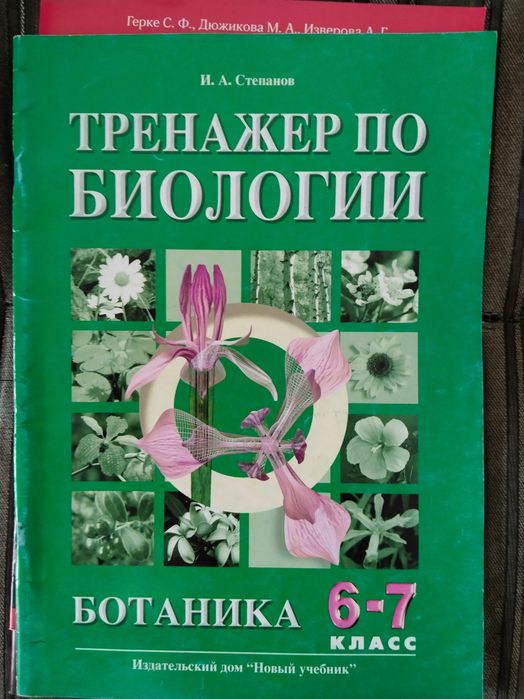 Герке С. Ф., Дюжикова М. А., Изверова А. Г.
И. А. Степанов
ТРЕНАЖЕР ПО
БИОЛОГИИ
БОТАНИКА 6-7
КЛАСС
Издательский дом "Новый учебник"